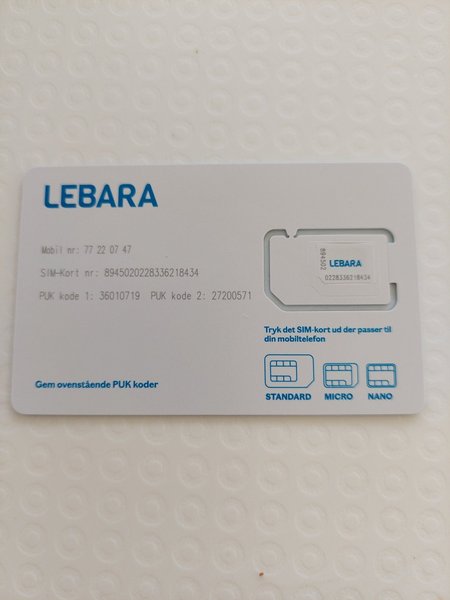 LEBARA
Mobil nr: 77 22 07 47
SIM-Kort nr: 8945020228336218434
PUK kode 1: 36010719 PUK kode 2: 27200571
894502
LEBARA
0228336218434
Tryk det SIM-kort ud der passer til
din mobiltelefon
Gem ovenstående PUK koder
STANDARD MICRO NANO